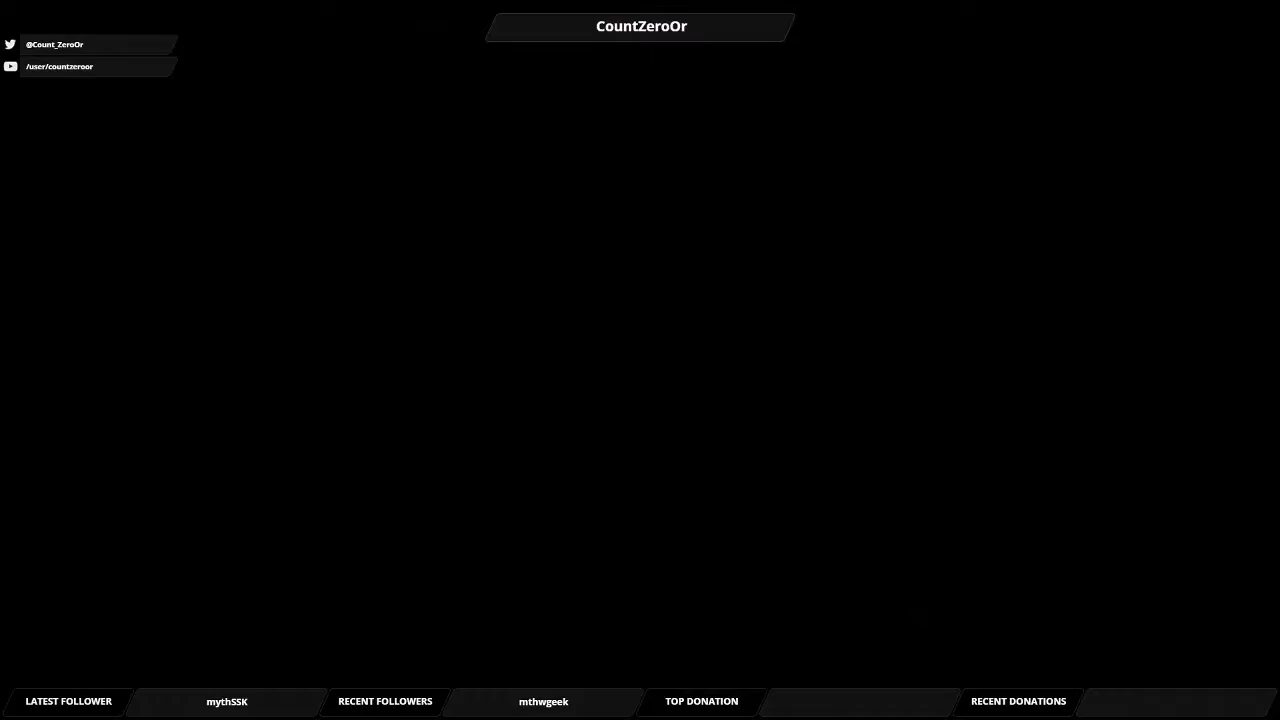 CountZeroOr
@Count_ZeroOr
/user/countzeroor
LATEST FOLLOWER mythSSK RECENT FOLLOWERS mthwgeek TOP DONATION RECENT DONATIONS